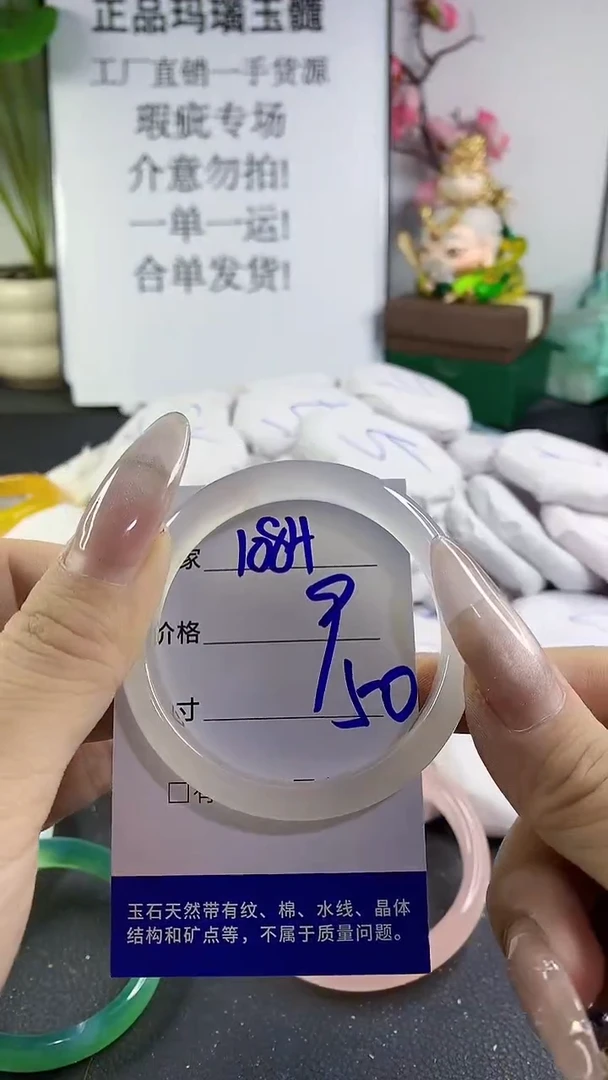 正品玛瑙玉髓
工厂直销一手货源
瑕疵专场
介意勿拍!
一单一运!
合单发货!
家 1084
价格 9
寸 50
□有
玉石天然带有纹、棉、水线、晶体
结构和矿点等，不属于质量问题。